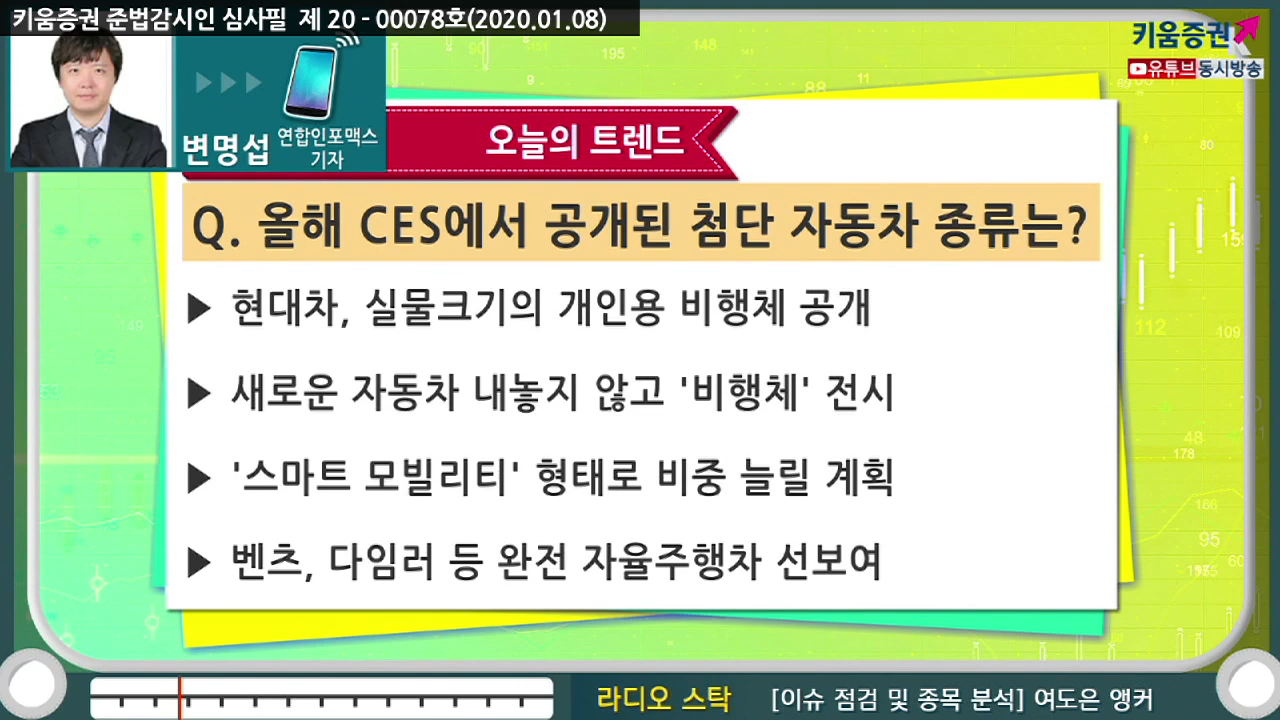 키움증권 준법감시인 심사필 제 20 - 00078호(2020.01.08)
키움증권
유튜브동시방송
변명섭 연합인포맥스
기자
오늘의 트렌드
Q. 올해 CES에서 공개된 첨단 자동차 종류는?
▶ 현대차, 실물크기의 개인용 비행체 공개
▶ 새로운 자동차 내놓지 않고 '비행체' 전시
▶ '스마트 모빌리티' 형태로 비중 늘릴 계획
▶ 벤츠, 다임러 등 완전 자율주행차 선보여
라디오 스탁 [이슈 점검 및 종목 분석] 여도은 앵커